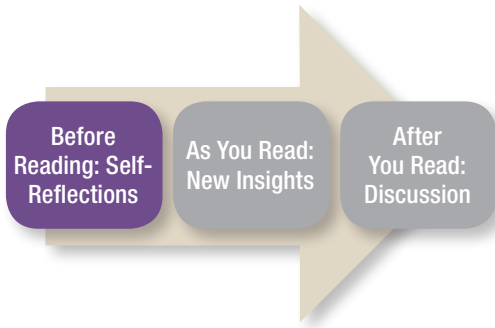 Before
Reading: Self-
Reflections
As You Read:
New Insights
After
You Read:
Discussion